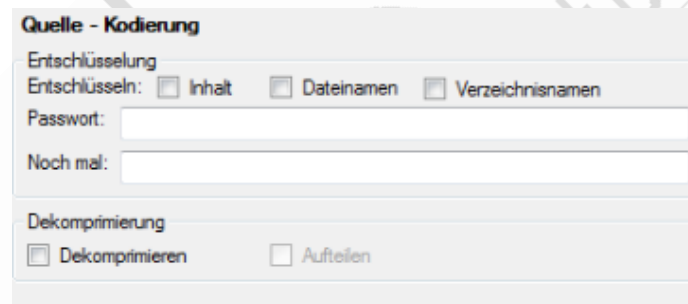 Quelle - Kodierung
Entschlüsselung
Entschlüsseln: Inhalt Dateinamen Verzeichnisnamen
Passwort:
Noch mal:
Dekomprimierung
Dekomprimieren Aufteilen